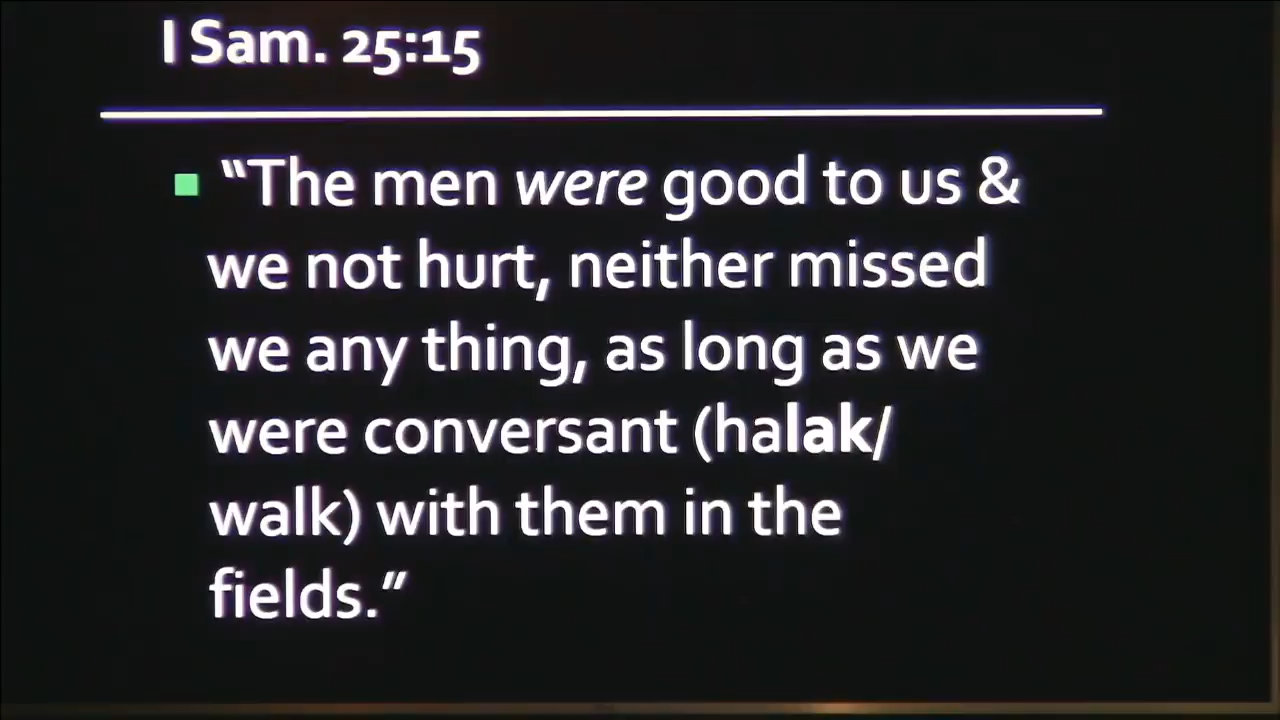 I Sam. 25:15
"The men were good to us &
we not hurt, neither missed
we any thing, as long as we
were conversant (halak/
walk) with them in the
fields."